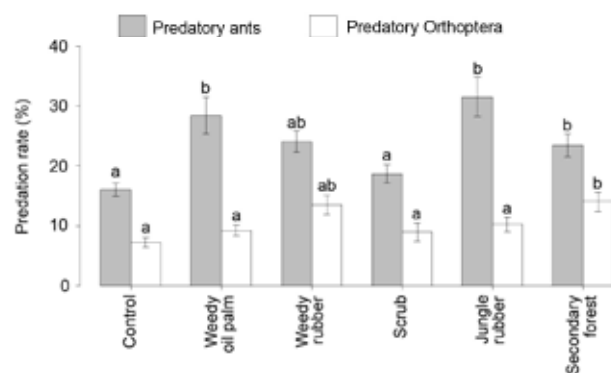 Predatory ants
Predatory Orthoptera
Predation rate (%)
40
30
20
10
0
a
a
b
a
ab
ab
a
a
b
a
b
b
Control
Weedy
oil palm
Weedy
rubber
Scrub
Jungle
rubber
Secondary
forest